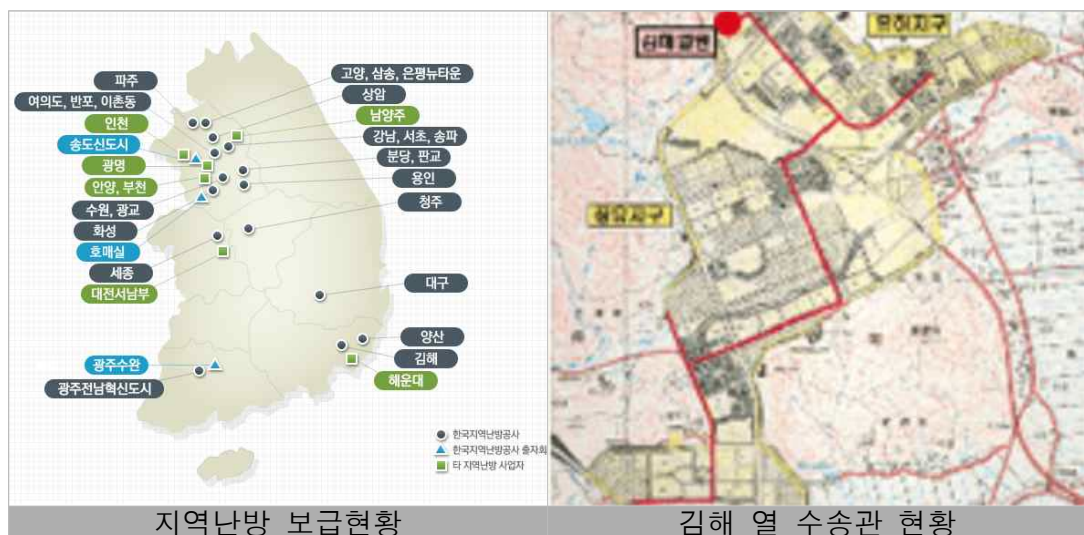 파주
여의도, 반포, 이촌동
인천
송도신도시
광명
안양, 부천
수원, 광교
화성
호매실
세종
대전서남부
광주수완
광주전남혁신도시
고양, 삼송, 은평뉴타운
상암
남양주
강남, 서초, 송파
분당, 판교
용인
청주
대구
양산
김해
해운대
한국지역난방공사
한국지역난방공사 출자회
타 지역난방 사업자
장유지구
지역난방 보급현황
김해 열 수송관 현황